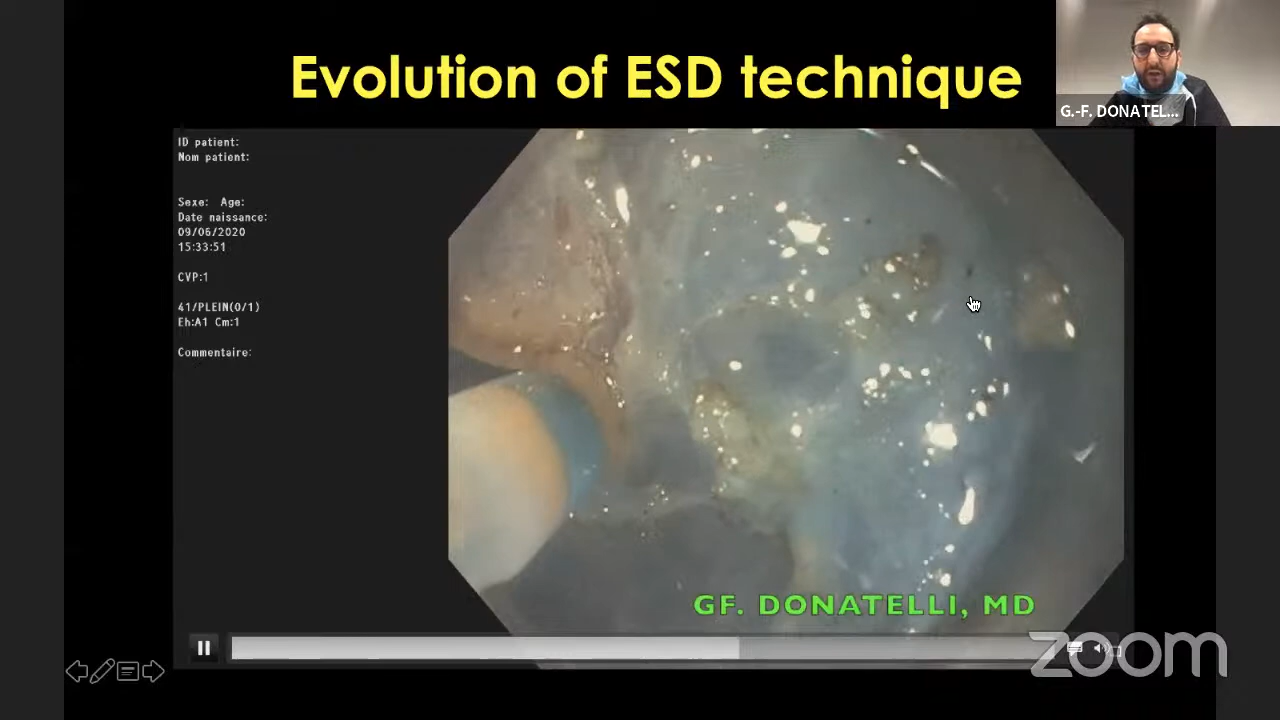 Evolution of ESD technique
G.-F. DONATEL...
ID patient:
Nom patient:
Sexe: Age:
Date naissance:
09/06/2020
15:33:51
CVP:1
41/PLEIN(0/1)
Eh:A1 Cm:1
Commentaire:
GF. DONATELLI, MD
zoom